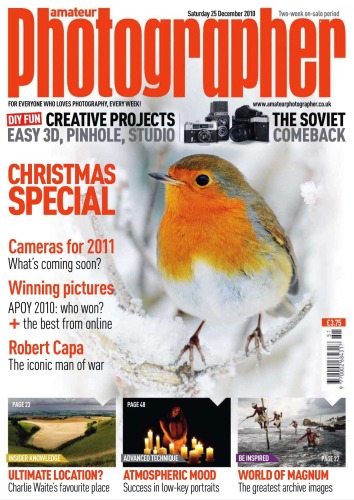 amateur
Saturday 25 December 2010
Two-week on-sale period
Photographer
FOR EVERYONE WHO LOVES PHOTOGRAPHY, EVERY WEEK!
www.amateurphotographer.co.uk
DIY FUN CREATIVE PROJECTS
EASY 3D, PINHOLE, STUDIO
THE SOVIET
COMEBACK
CHRISTMAS
SPECIAL
Cameras for 2011
What's coming soon?
Winning pictures
APOY 2010: who won?
+ the best from online
Robert Capa
The iconic man of war
£3.75
PAGE 23
INSIDER KNOWLEDGE
ULTIMATE LOCATION?
Charlie Waite's favourite place
PAGE 48
ADVANCED TECHNIQUE
ATMOSPHERIC MOOD
Success in low-key portraits
BE INSPIRED
WORLD OF MAGNUM
The greatest archive images